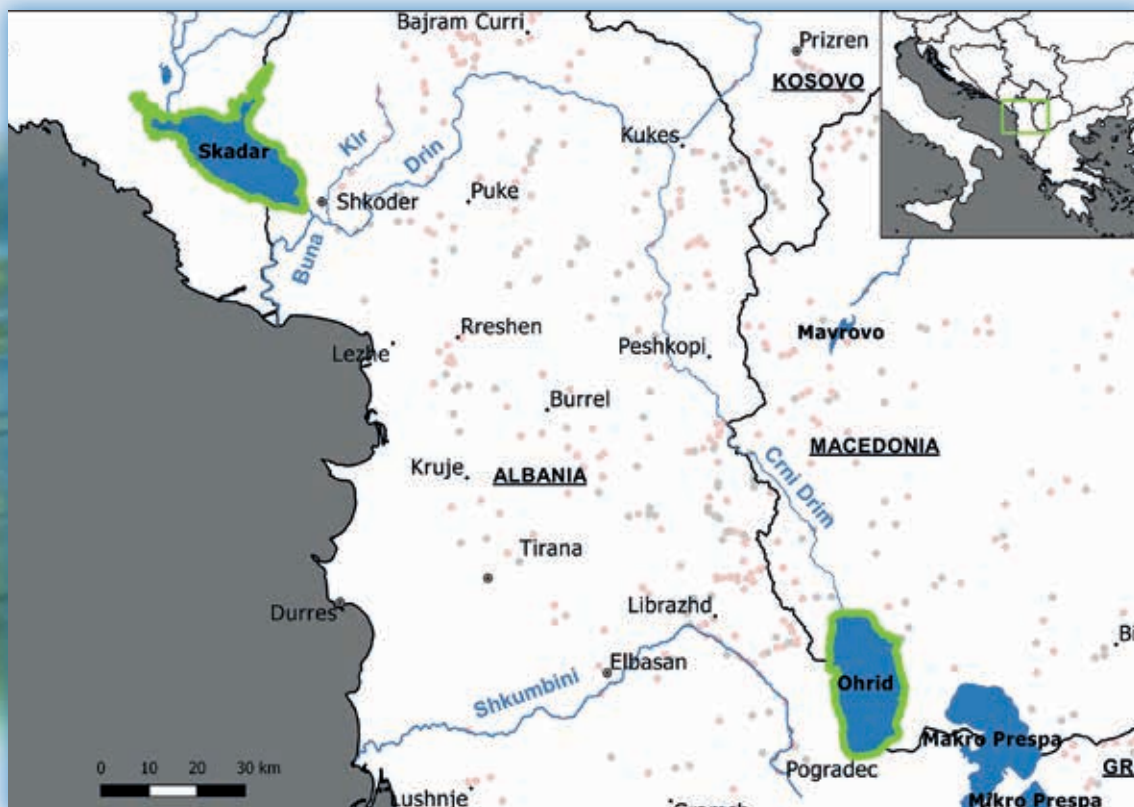 Bajram Curri
Prizren
KOSOVO
Kukes
Skadar
Kir
Drin
Shkoder
Puke
Buna
Rreshen
Lezhe
Peshkopi
Mavrovo
Burrel
MACEDONIA
Kruje
ALBANIA
Crni Drim
Tirana
Durres
Librazhd
Elbasan
Shkumbini
Ohrid
Makro Prespa
Pogradec
0 10 20 30 km
Lushnje
Mikro Prespa